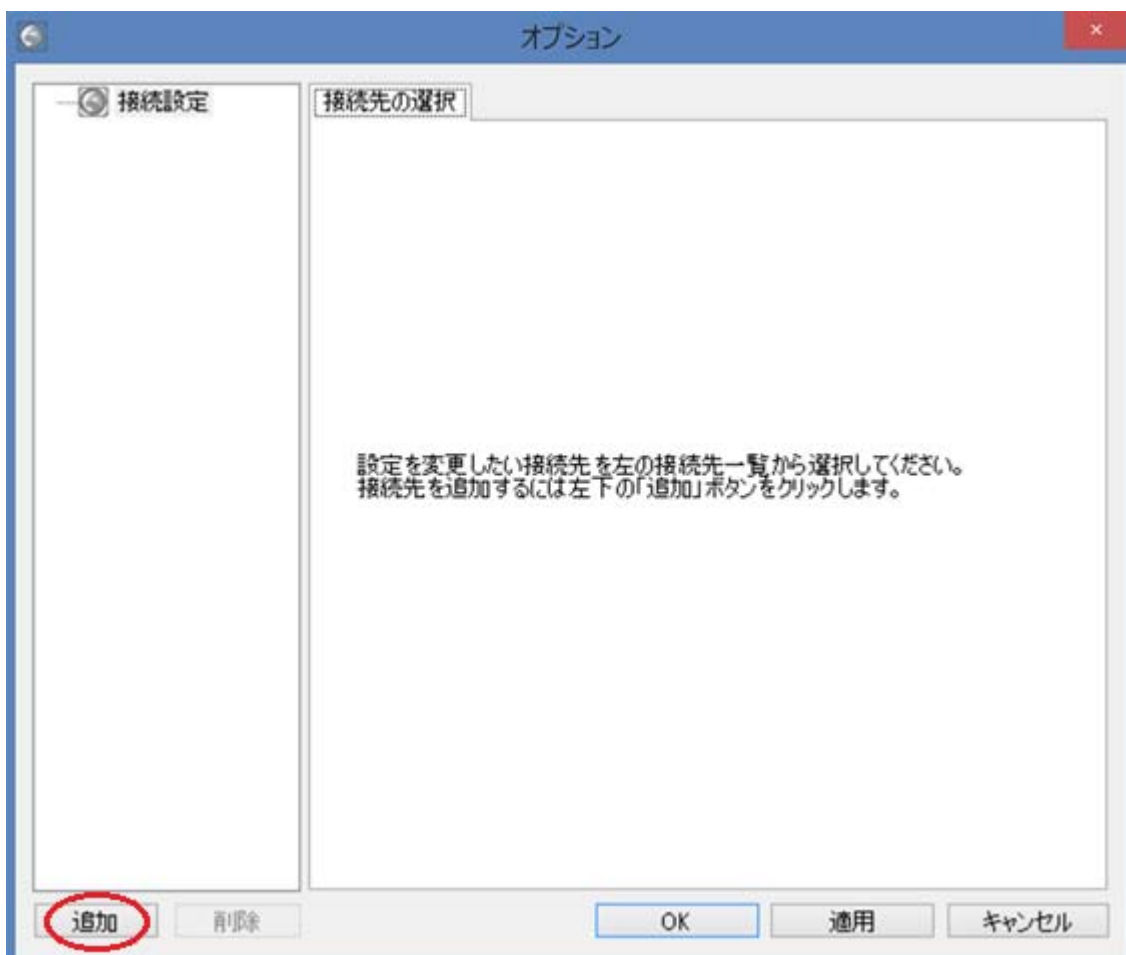 オプション
接続設定
接続先の選択
設定を変更したい接続先を左の接続先一覧から選択してください。
接続先を追加するには左下の「追加」ボタンをクリックします。
追加 削除 OK 適用 キャンセル